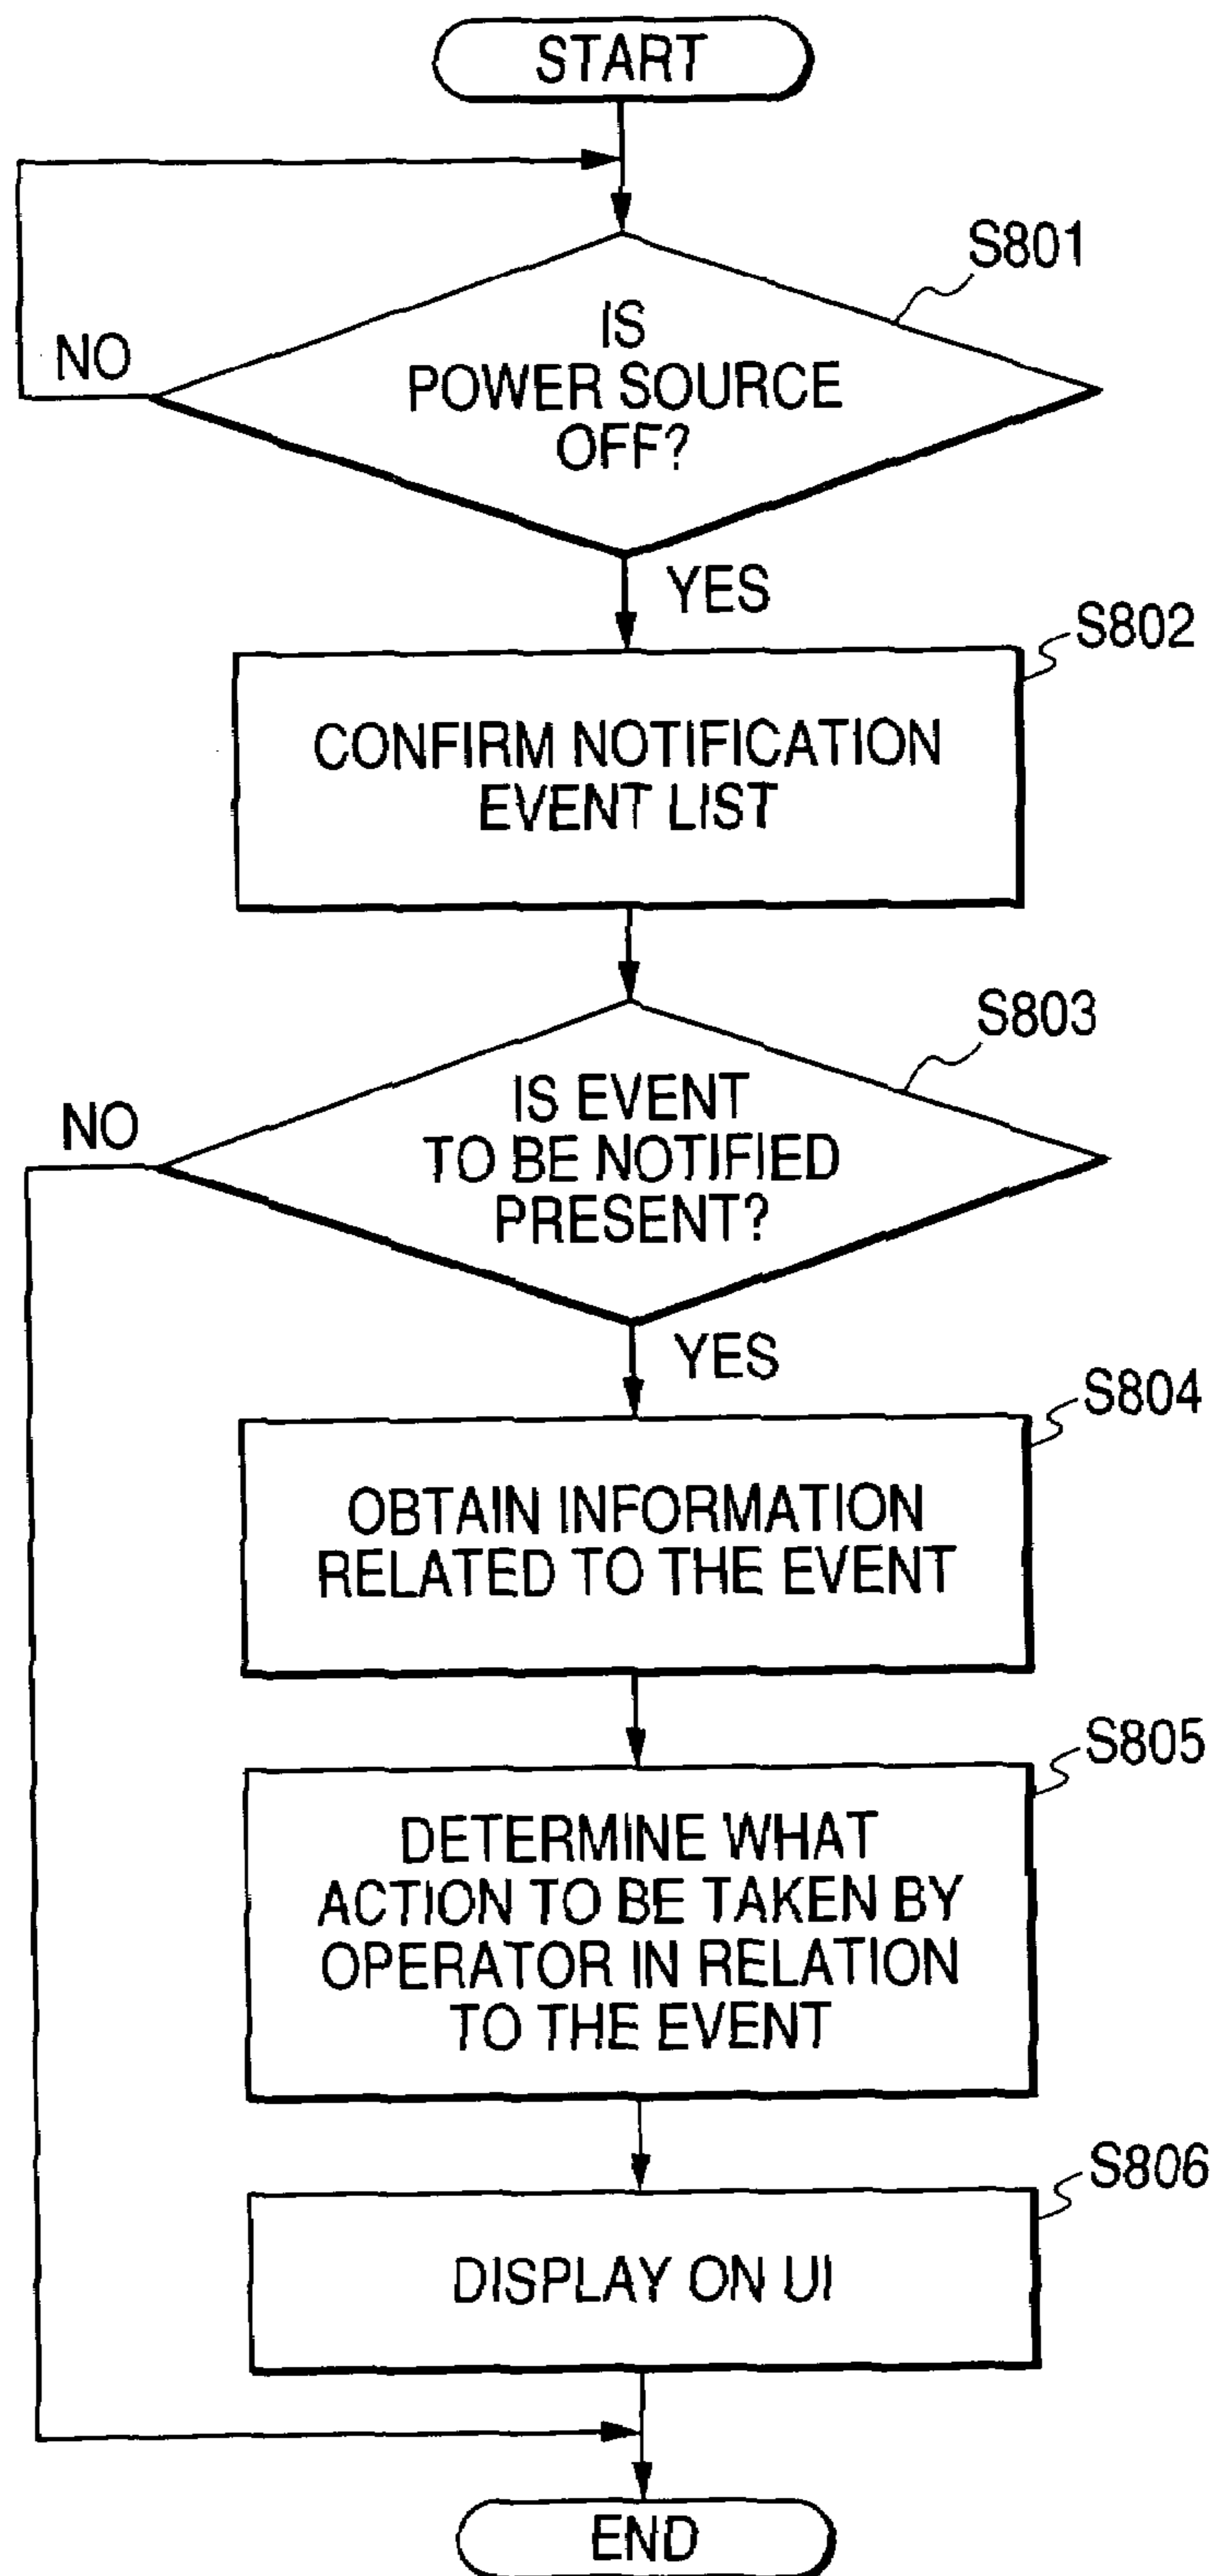 START
S801
IS
POWER SOURCE
OFF?
NO
YES
S802
CONFIRM NOTIFICATION
EVENT LIST
S803
IS EVENT
TO BE NOTIFIED
PRESENT?
NO
YES
S804
OBTAIN INFORMATION
RELATED TO THE EVENT
S805
DETERMINE WHAT
ACTION TO BE TAKEN BY
OPERATOR IN RELATION
TO THE EVENT
S806
DISPLAY ON UI
END